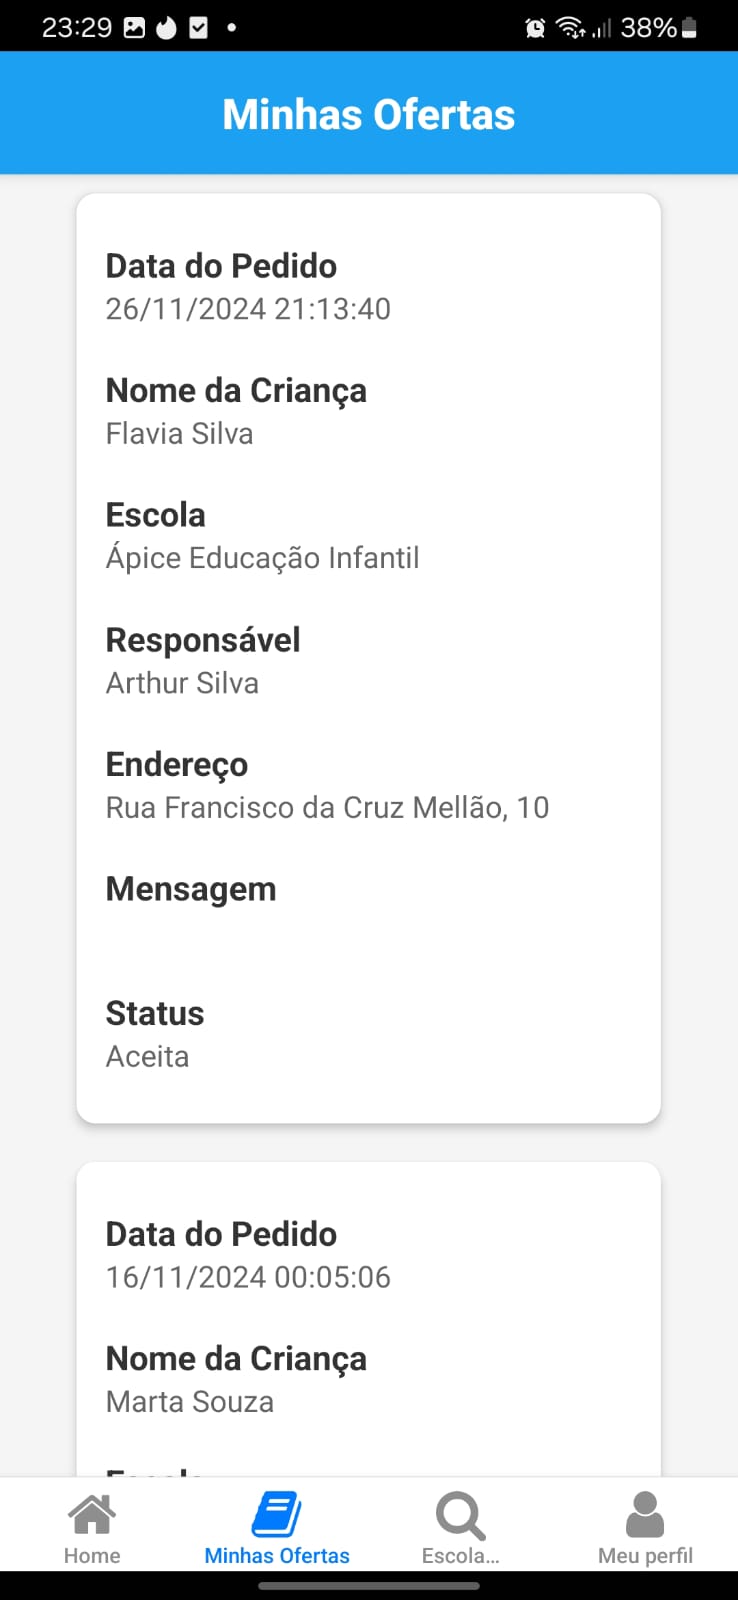 23:29
38%
Minhas Ofertas
Data do Pedido
26/11/2024 21:13:40
Nome da Criança
Flavia Silva
Escola
Ápice Educação Infantil
Responsável
Arthur Silva
Endereço
Rua Francisco da Cruz Mellão, 10
Mensagem
Status
Aceita
Data do Pedido
16/11/2024 00:05:06
Nome da Criança
Marta Souza
Home
Minhas Ofertas
Escola...
Meu perfil